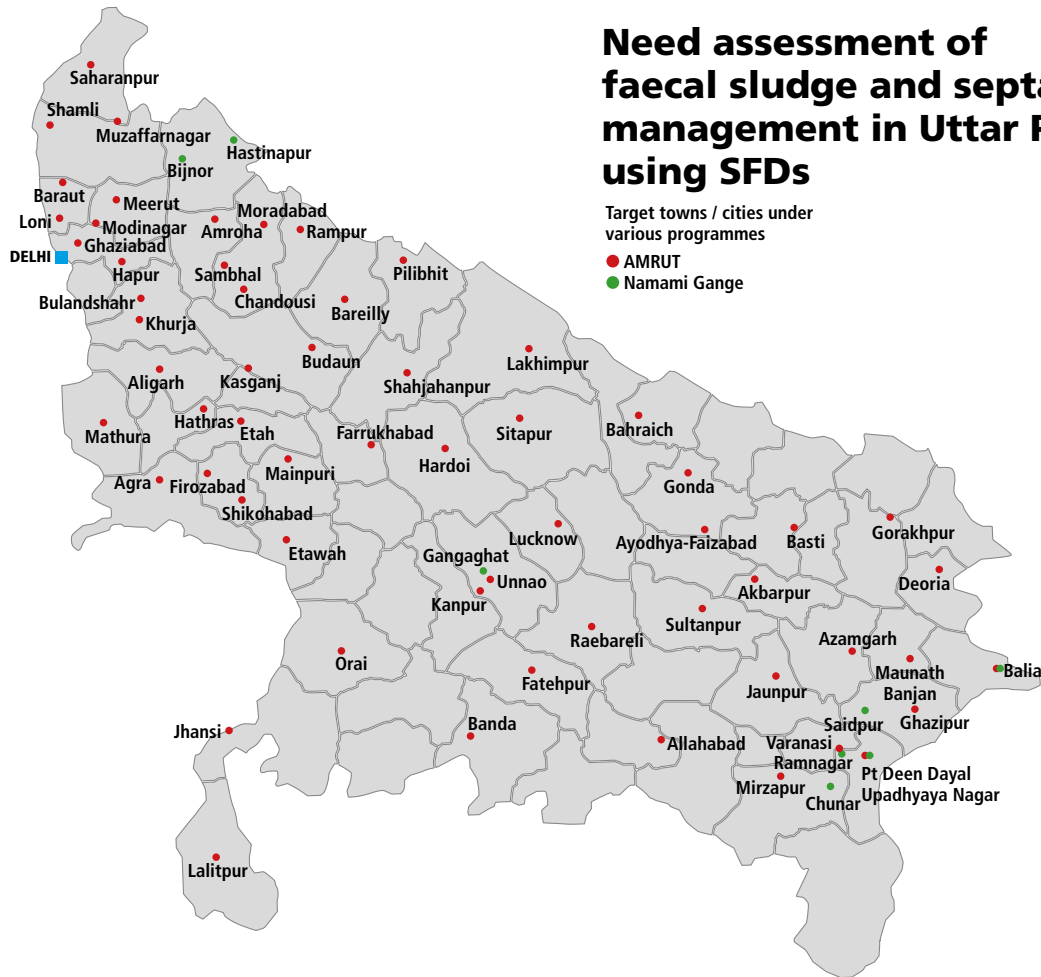 Need assessment of
faecal sludge and
management in Uttar
using SFDs
Target towns / cities under
various programmes
AMRUT
Namami Gange
Saharanpur
Shamli
Muzaffarnagar
Hastinapur
Bijnor
Baraut
Meerut
Loni
Modinagar
Moradabad
Amroha
Rampur
Ghaziabad
DELHI
Hapur
Sambhal
Pilibhit
Bulandshahr
Chandousi
Bareilly
Khurja
Budaun
Lakhimpur
Aligarh
Kasganj
Shahjahanpur
Hathras
Mathura
Etah
Farrukhabad
Sitapur
Bahraich
Hardoi
Mainpuri
Agra
Firozabad
Gonda
Shikohabad
Etawah
Lucknow
Ayodhya-Faizabad
Basti
Gorakhpur
Gangaghat
Unnao
Kanpur
Akbarpur
Deoria
Sultanpur
Raebareli
Azamgarh
Orai
Fatehpur
Jaunpur
Maunath
Banjan
Balia
Saidpur
Ghazipur
Jhansi
Banda
Allahabad
Varanasi
Ramnagar
Mirzapur
Chunar
Pt Deen Dayal
Upadhyaya Nagar
Lalitpur